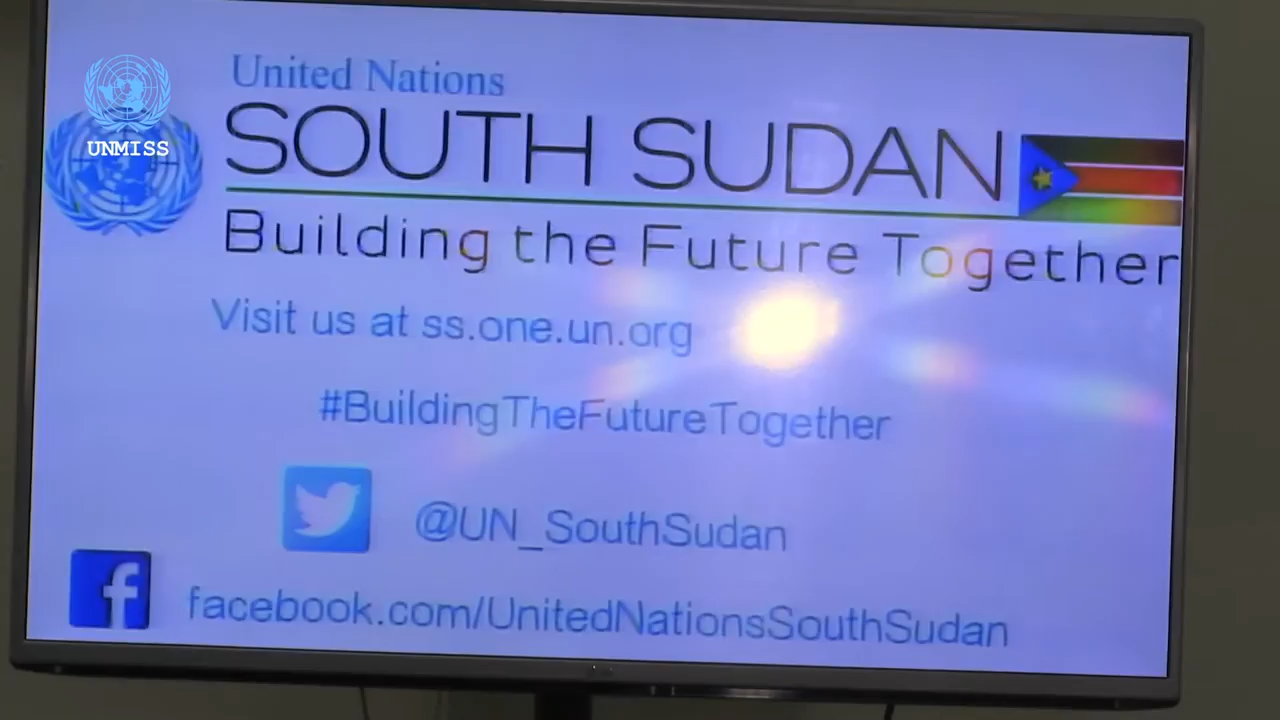 United Nations
UNMISS
SOUTH SUDAN
Building the Future Together
Visit us at ss.one.un.org
#BuildingTheFutureTogether
@UN_SouthSudan
f
facebook.com/UnitedNationsSouthSudan